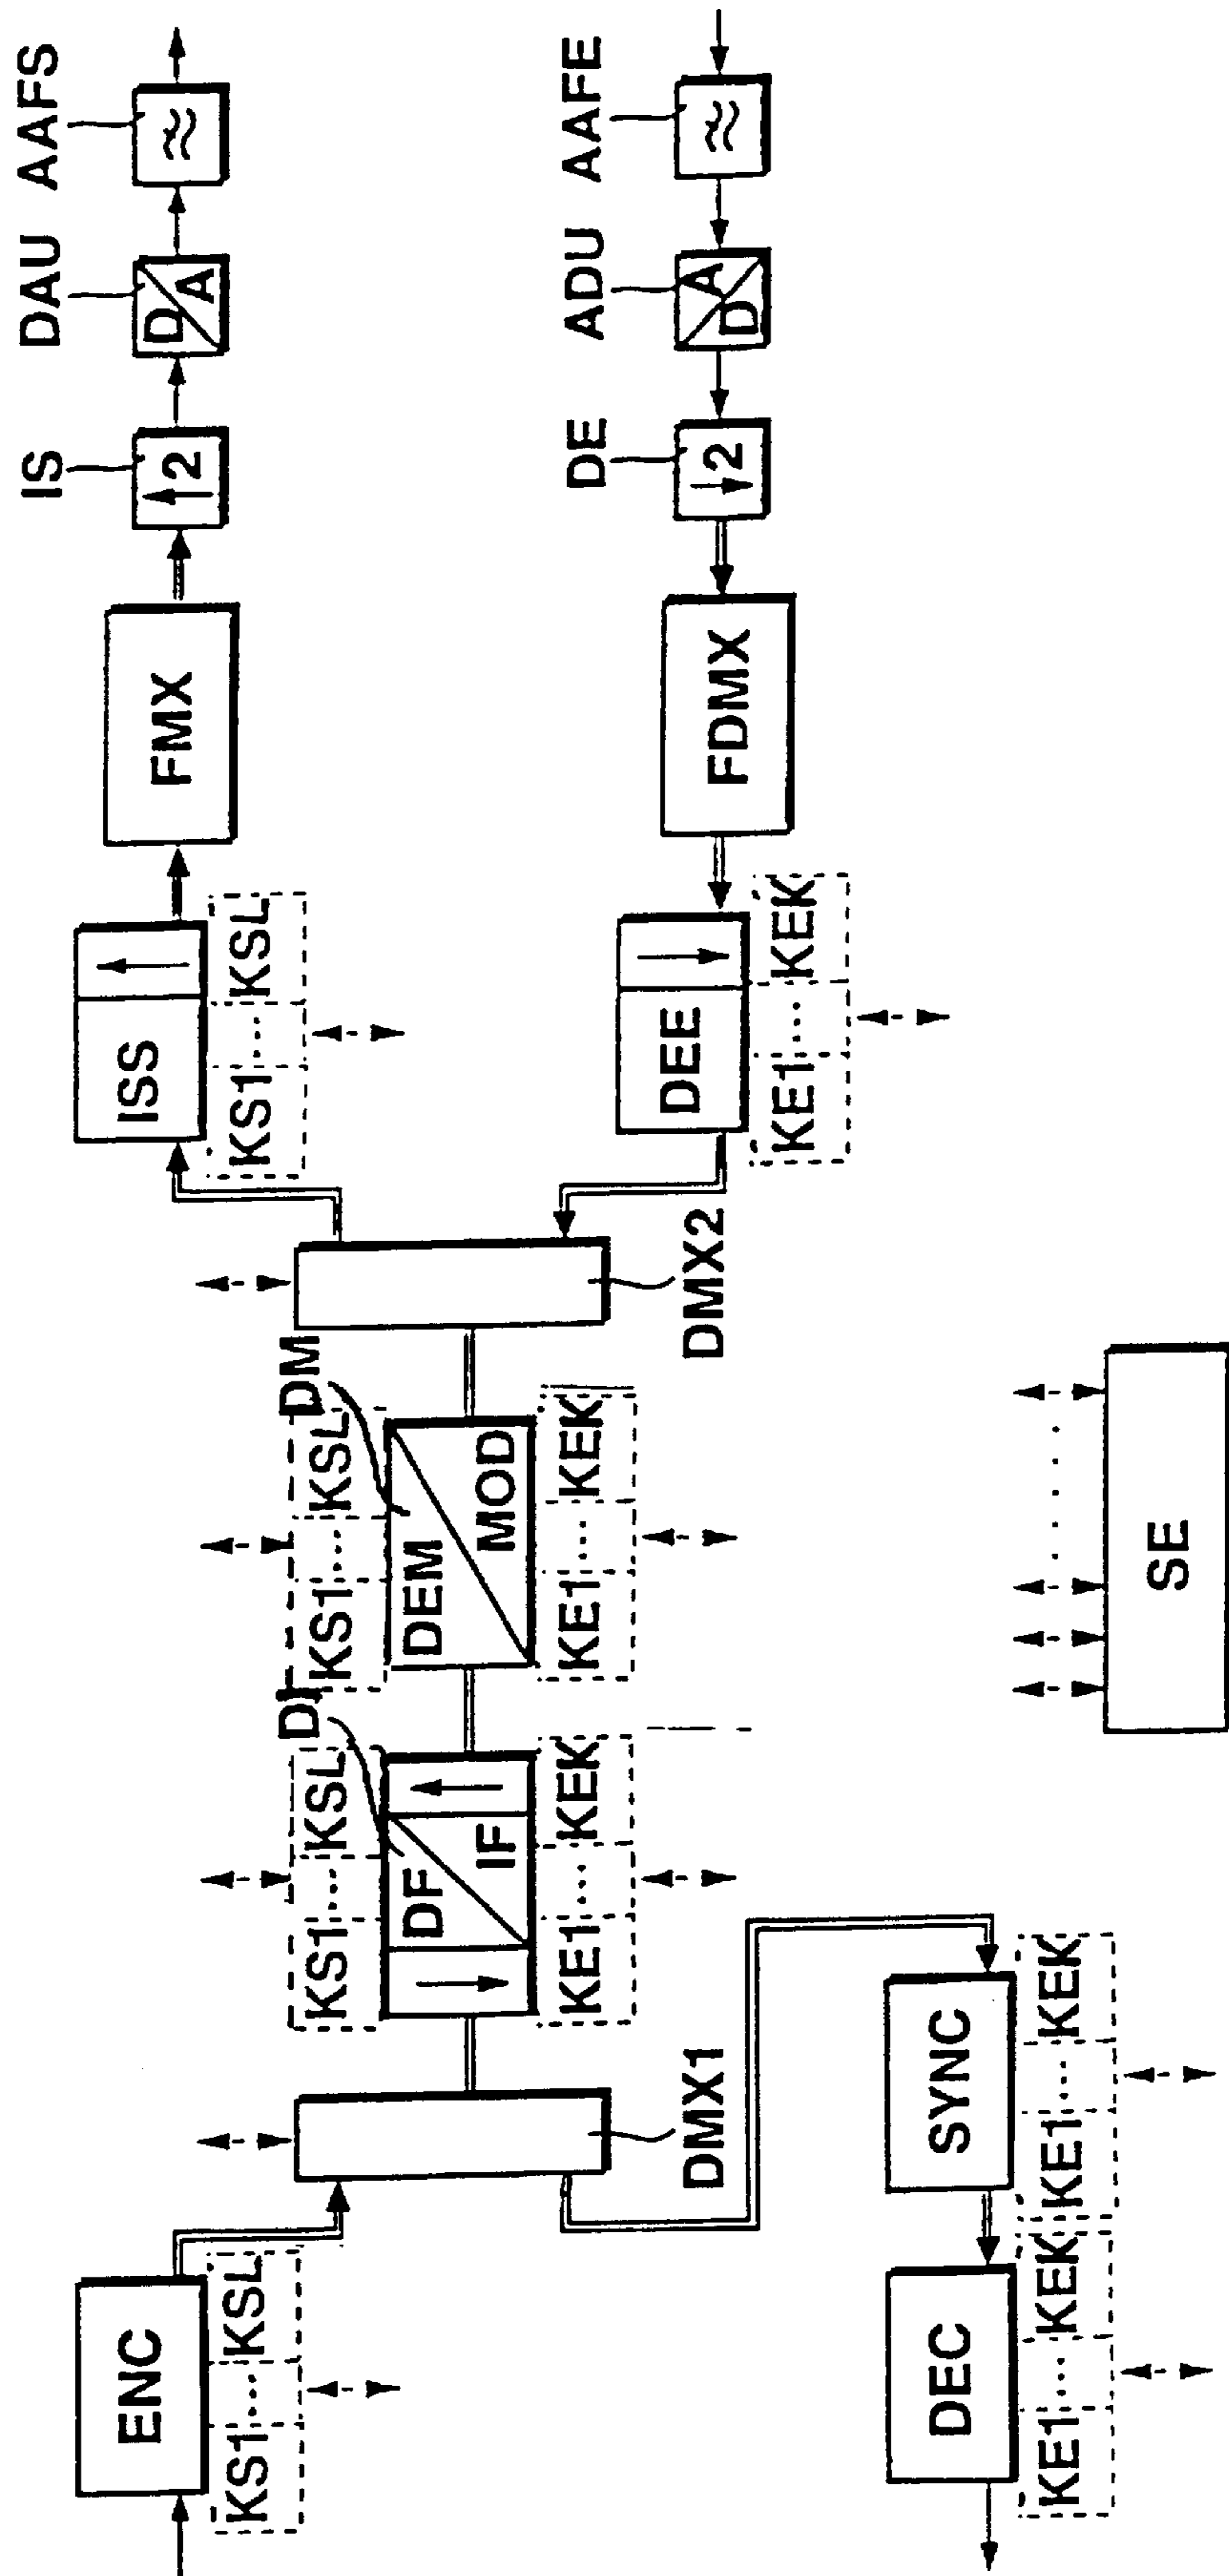 IS DAU AAFS
ENC
KS1 ... KSL
ISS
KS1 ... KSL
FMX
2
D A
DI
KS1 ... KSL
DF IF
KE1 ... KEK
DM
KS1 ... KSL
DEM MOD
KE1 ... KEK
DMX1
DMX2
DE ADU AAFE
DEE
KE1 ... KEK
FDMX
2
A D
DEC
KE1 ... KEK
SYNC
KE1 ... KEK
SE